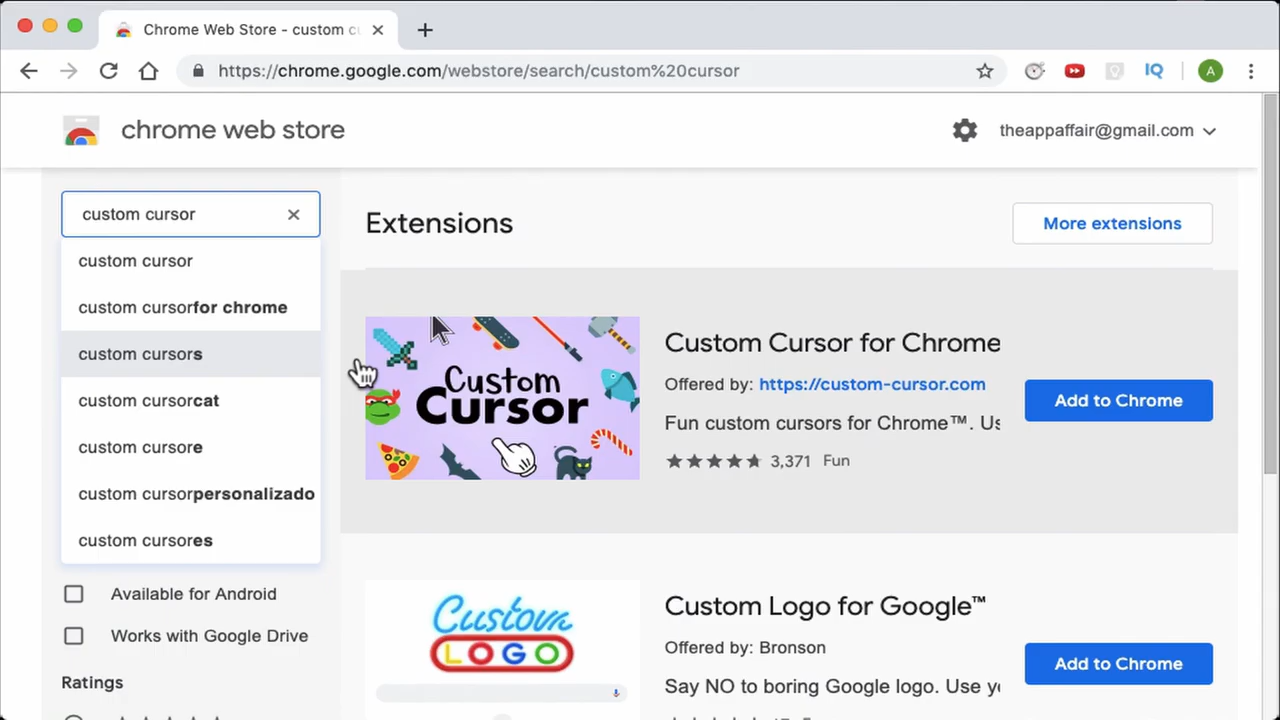 Chrome Web Store - custom cu
https://chrome.google.com/webstore/search/custom%20cursor
IQ
A
chrome web store
theappaffair@gmail.com
custom cursor
custom cursor
custom cursorfor chrome
custom cursors
custom cursorcat
custom cursore
custom cursorpersonalizado
custom cursores
Available for Android
Works with Google Drive
Ratings
Extensions
More extensions
Custom
Cursor
Custom Cursor for Chrome
Offered by: https://custom-cursor.com
Fun custom cursors for Chrome™. Us
3,371 Fun
Add to Chrome
Custom
LOGO
Custom Logo for Google™
Offered by: Bronson
Say NO to boring Google logo. Use yo
Add to Chrome